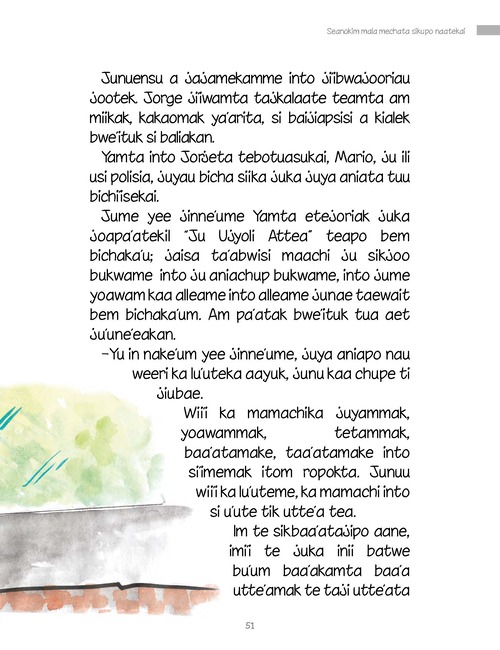 Seanokim mala mechata sikupo naatekai
Junuensu a jajamekamme into jiibwajooriau
jootek. Jorge jiiwamta tajkalaate teamta am
miikak, kakaomak ya'arita, si baijiapsisi a kialek
bwe'ituk si baliakan.
Yamta into Jorjeta tebotuasukai, Mario, ju ili
usi polisia, juyau bicha siika juka juya aniata tuu
bichiisekai.
Jume yee jinne'ume Yamta etejoriak juka
joapa'atekil "Ju Ujyoli Attea" teapo bem
bichaka'u; jaisa ta'abwisi maachi ju sikjoo
bukwame into ju aniachup bukwame, into jume
yoawam kaa alleame into alleame junae taewait
bem bichaka'um. Am pa'atak bwe'ituk tua aet
ju'une'eakan.
–Yu in nake'um yee jinne'ume, juya aniapo nau
weeri ka lu'uteka aayuk, junu kaa chupe ti
jiubae.
Wiii ka mamachika juyammak,
yoawammak, tetammak,
baa'atamake, taa'atamake into
siimemak itom ropokta. Junuu
wiii ka lu'uteme, ka mamachi into
si u'ute tik utte'a tea.
Im te sikbaa'atajipo aane,
imii te juka inii batwe
bu'um baa'akamta baa'a
utte'amak te taji utte'ata
51